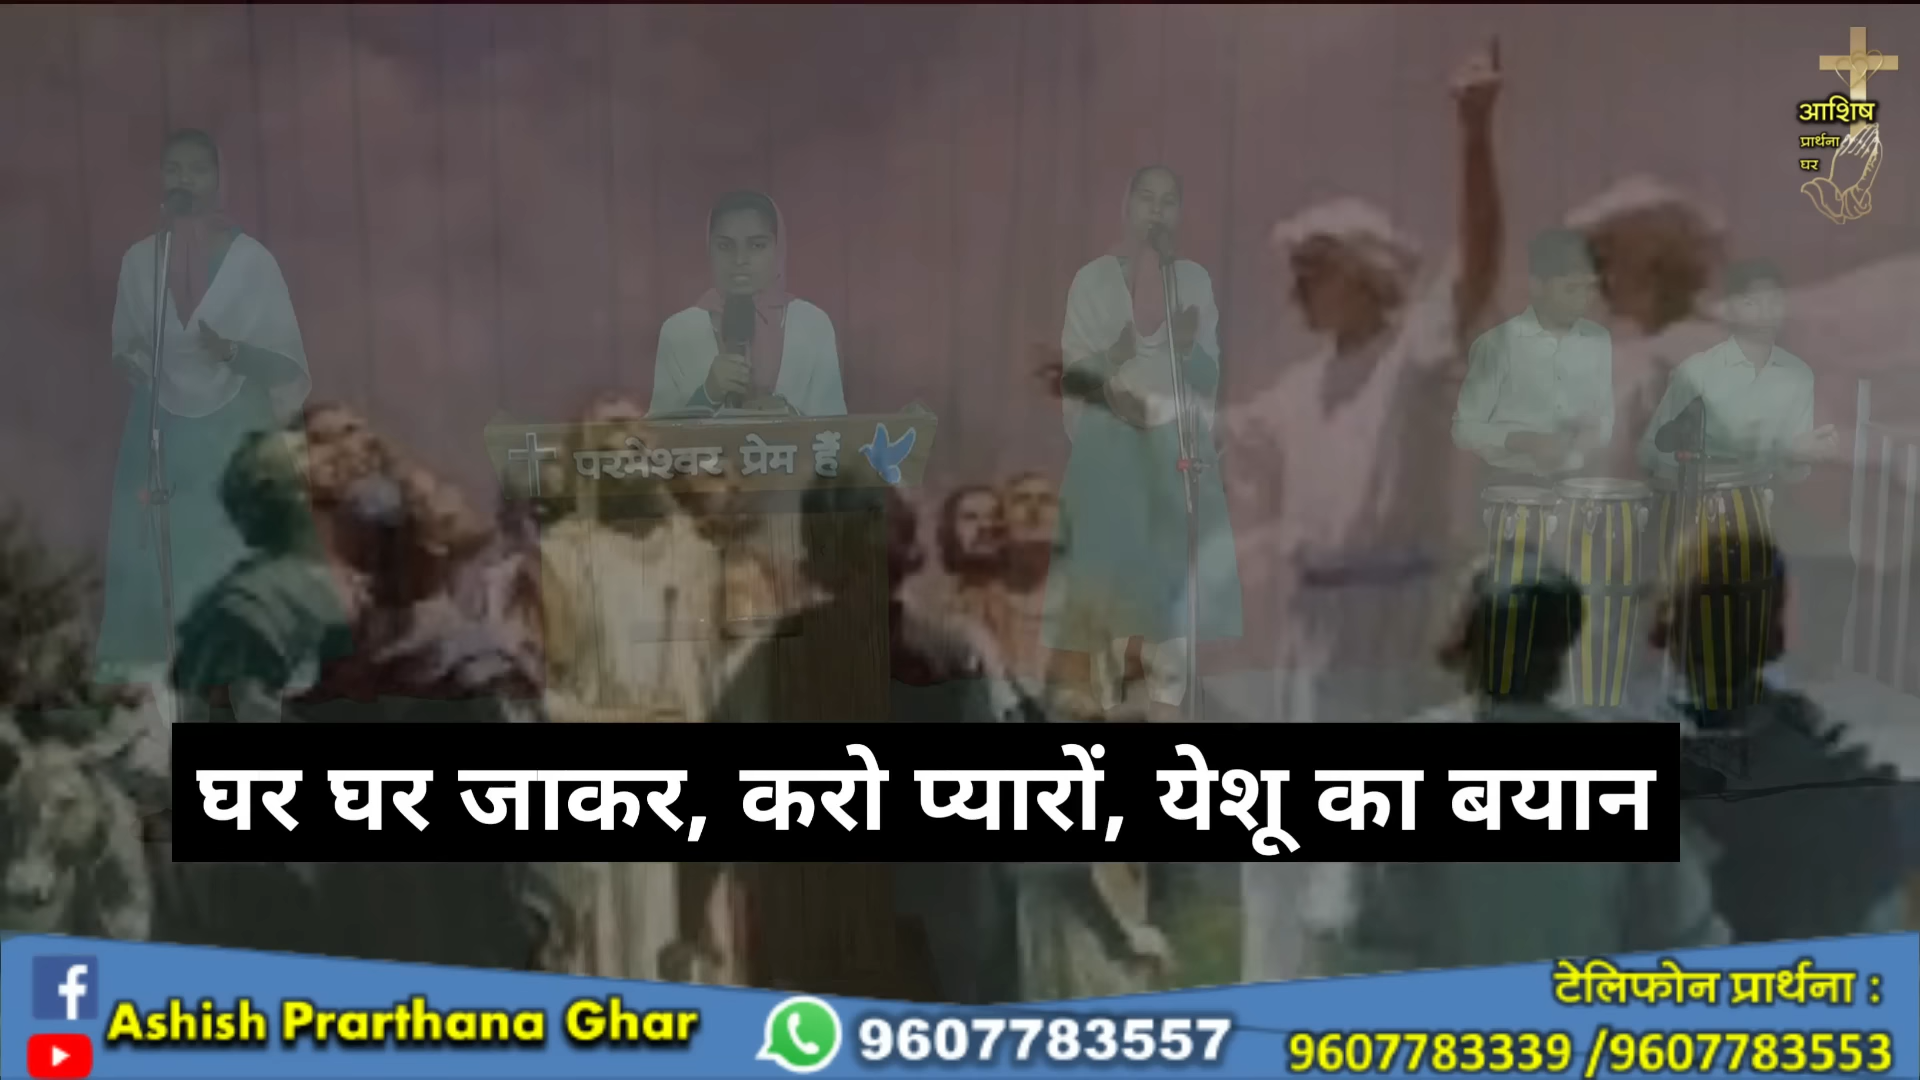 आशिष
प्रार्थना
घर
परमेश्वर प्रेम हैं
घर घर जाकर, करो प्यारों, येशू का बयान
टेलिफोन प्रार्थना :
Ashish Prarthana Ghar
9607783557
9607783339 /9607783553